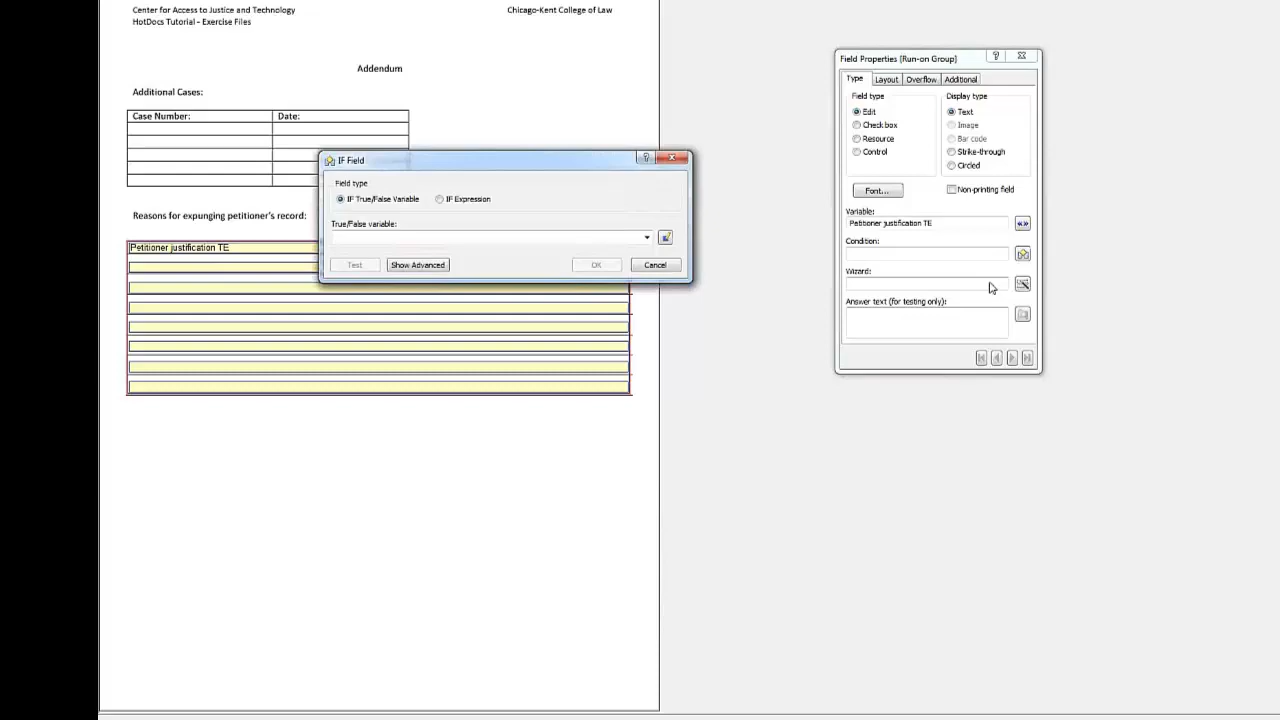 Center for Access to Justice and Technology
Chicago-Kent College of Law
HotDocs Tutorial - Exercise Files
Addendum
Additional Cases:
Case Number: Date:
Reasons for expunging petitioner's record:
Petitioner justification TE
IF Field
Field type
IF True/False Variable IF Expression
True/False variable:
Test Show Advanced OK Cancel
Field Properties [Run-on Group]
Type Layout Overflow Additional
Field type Display type
Edit Text
Check box Image
Resource Bar code
Control Strike-through
Circled
Font... Non-printing field
Variable:
Petitioner justification TE
Condition:
Wizard:
Answer text (for testing only):